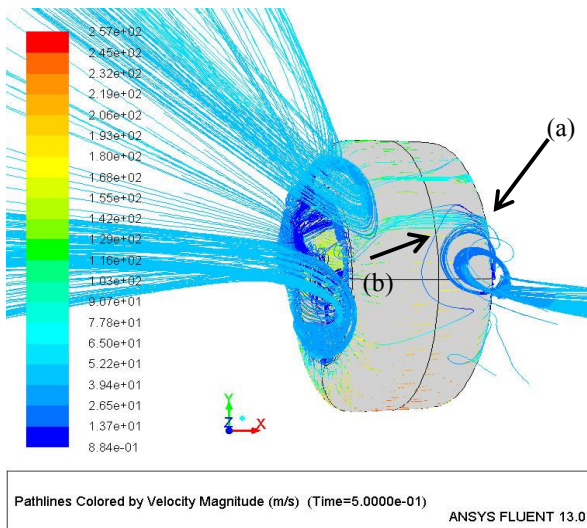 2.57e+02
2.45e+02
2.32e+02
2.19e+02
2.06e+02
1.93e+02
1.80e+02
1.67e+02
1.55e+02
1.42e+02
1.29e+02
1.16e+02
1.03e+02
9.07e+01
7.78e+01
6.50e+01
5.22e+01
3.94e+01
2.65e+01
1.37e+01
8.84e-01
(a)
(b)
Y
Z
X
Pathlines Colored by Velocity Magnitude (m/s) (Time=5.0000e-01)
ANSYS FLUENT 13.0